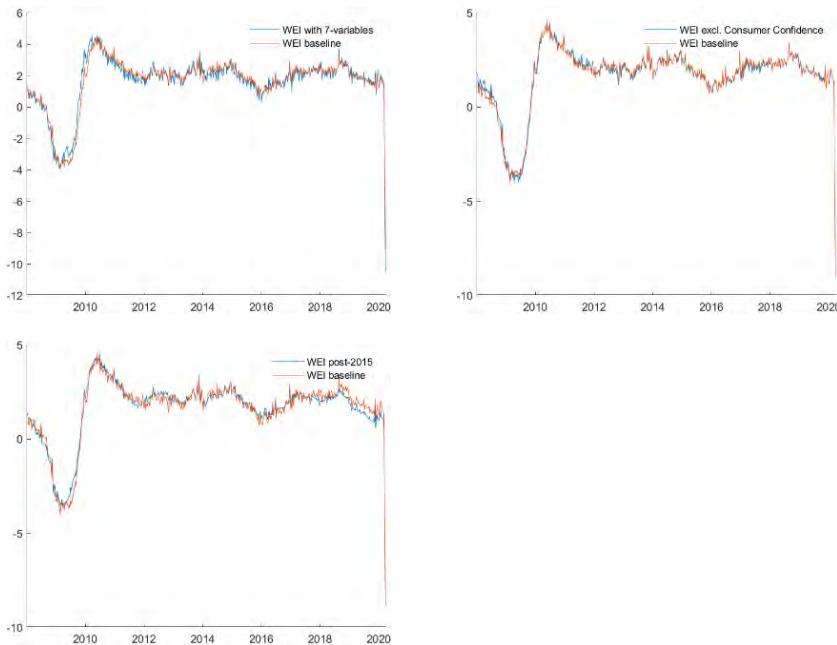 6
WEI with 7-variables
WEI baseline
4
2
0
-2
-4
-6
-8
-10
-12
2010 2012 2014 2016 2018 2020
5
WEI excl. Consumer Confidence
WEI baseline
0
-5
-10
2010 2012 2014 2016 2018 2020
5
WEI post-2015
WEI baseline
0
-5
-10
2010 2012 2014 2016 2018 2020